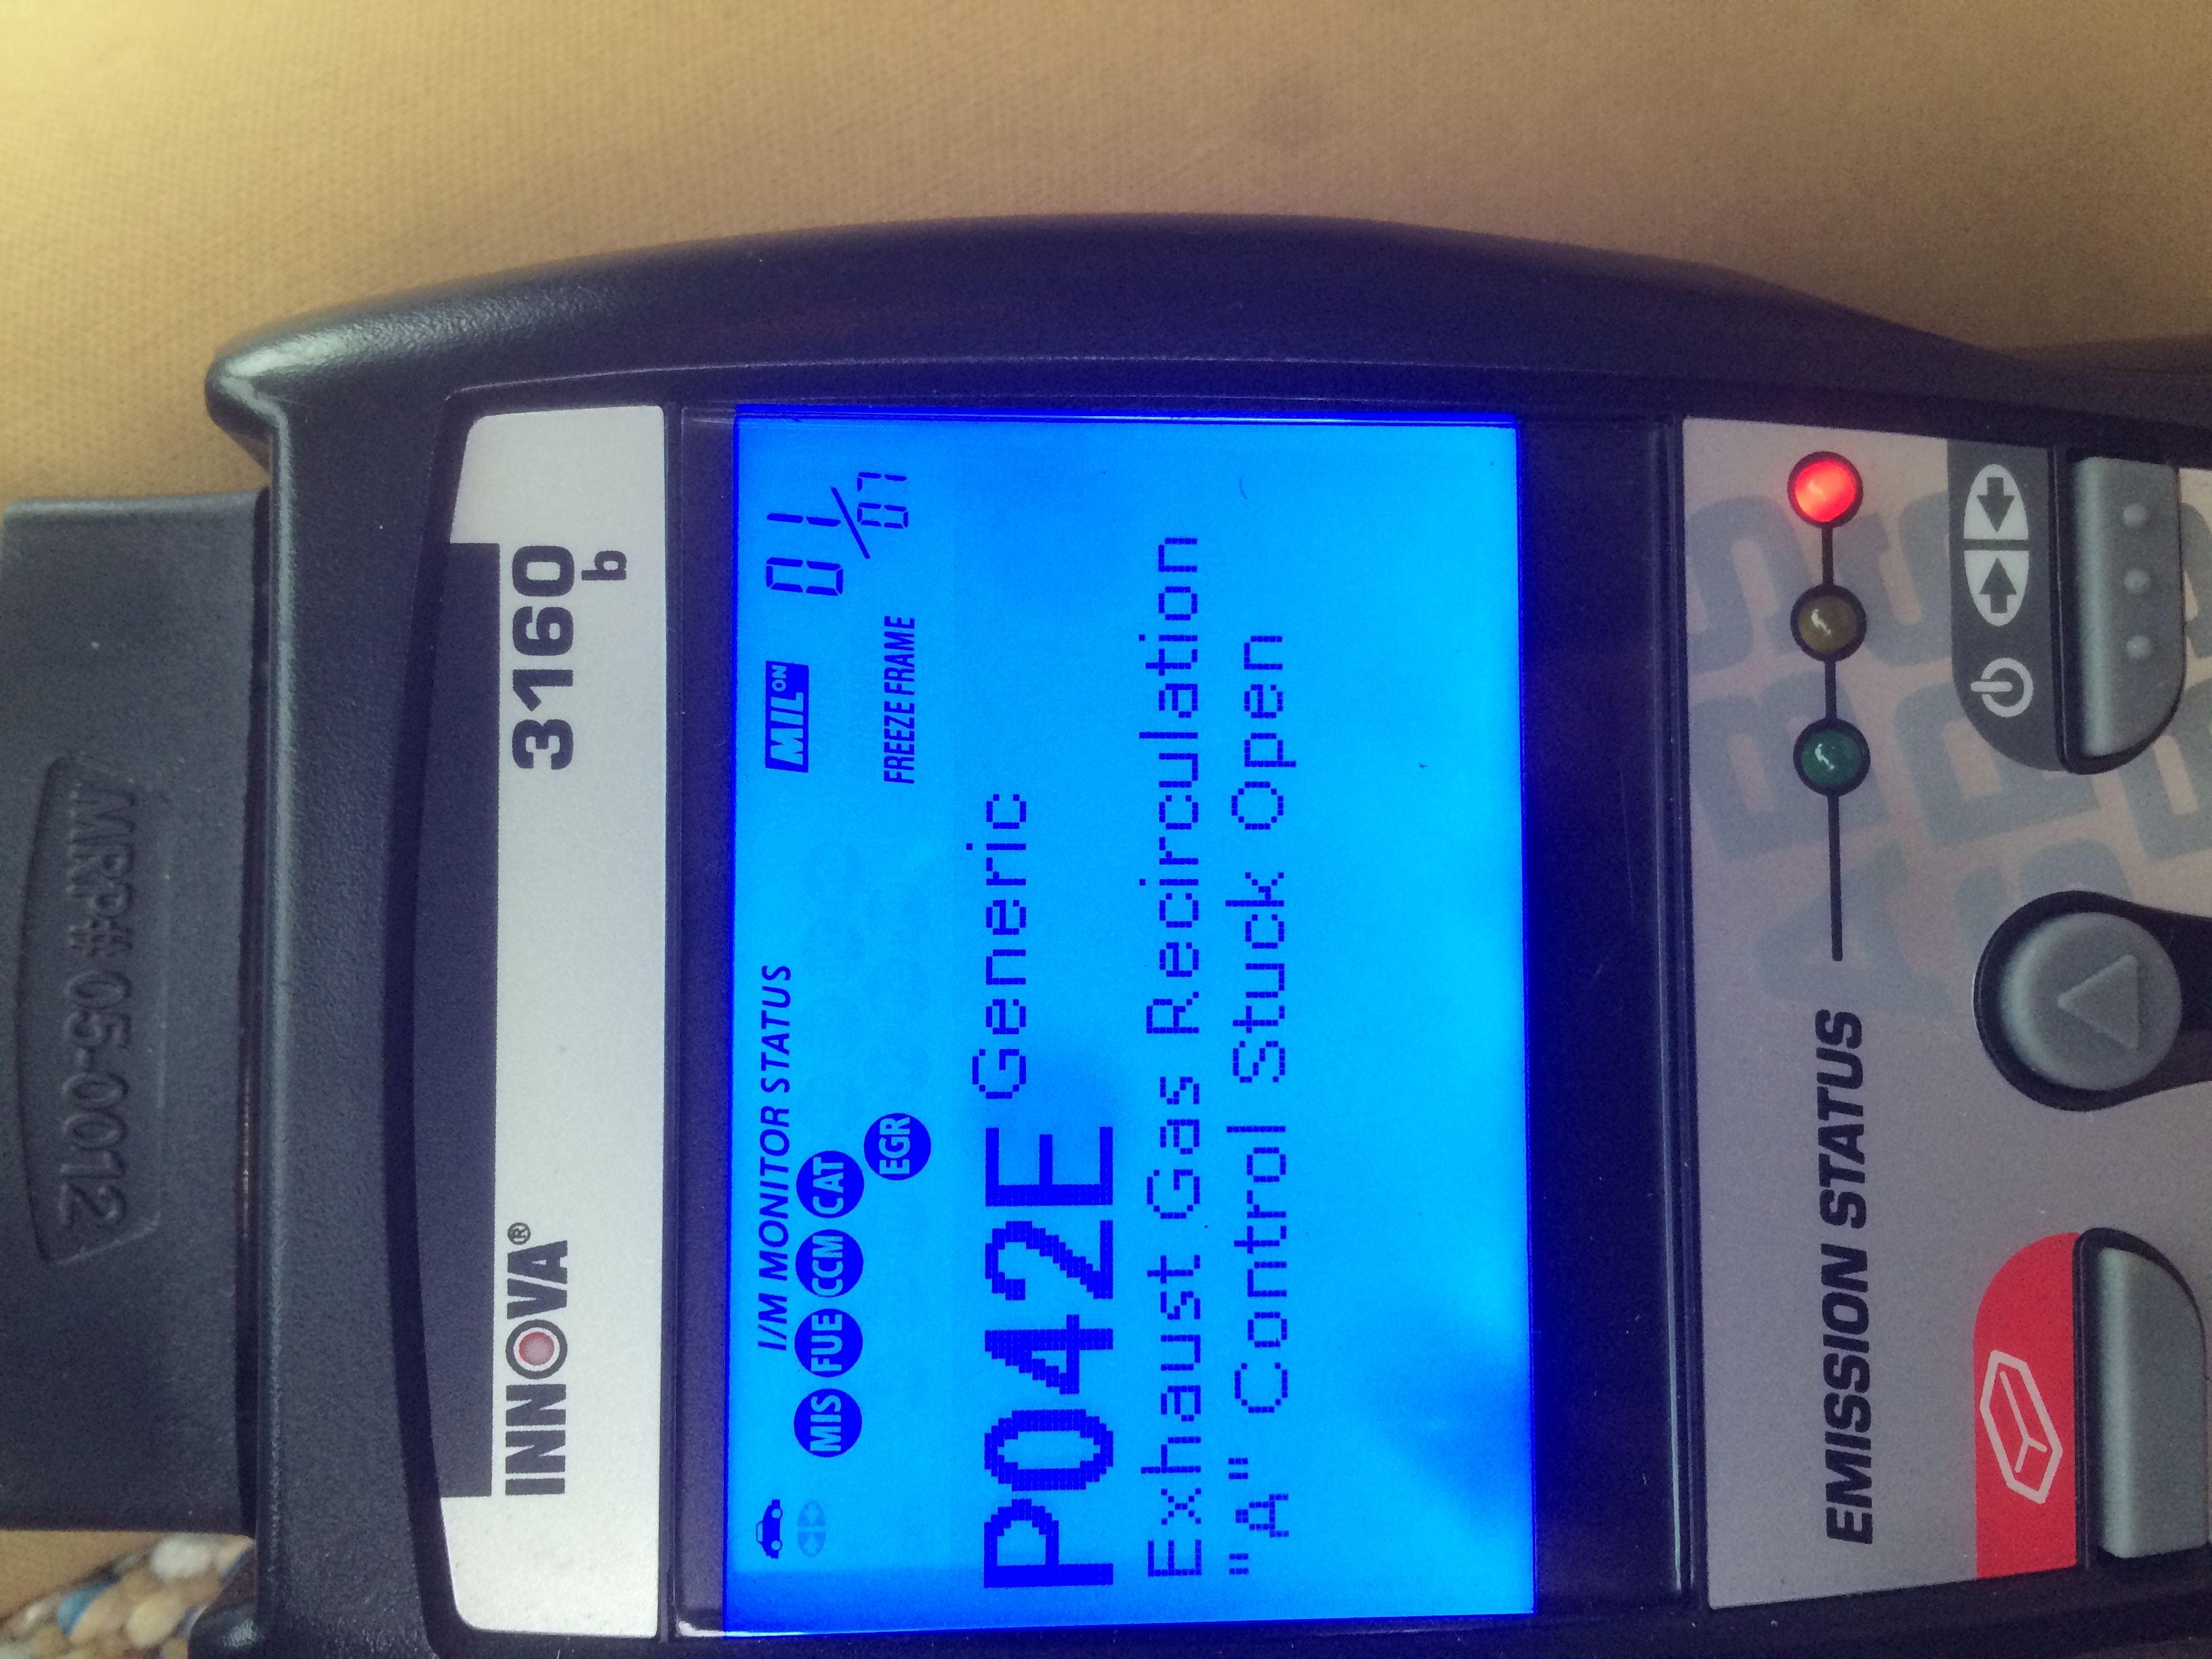 MRP# 05-0012
INNOVA® 3160
b
I/M MONITOR STATUS
MIL ON
01/07
MIS FUE CCM CAT
EGR
FREEZE FRAME
P042E Generic
Exhaust Gas Recirculation
"A" Control Stuck Open
EMISSION STATUS